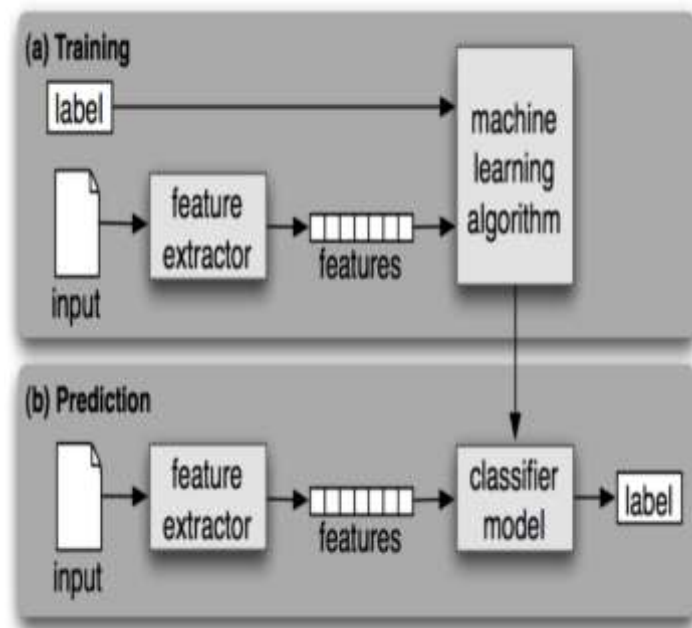 (a) Training
label
machine
learning
algorithm
feature
extractor
features
input
(b) Prediction
feature
extractor
classifier
model
label
features
input